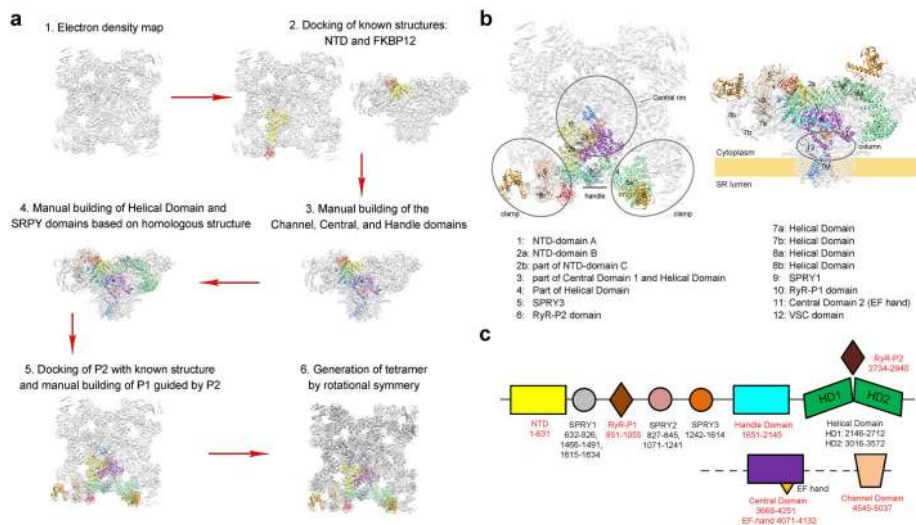 a
1. Electron density map
2. Docking of known structures:
NTD and FKBP12
4. Manual building of Helical Domain and
SRPY domains based on homologous structure
3. Manual building of the
Channel, Central, and Handle domains
5. Docking of P2 with known structure
and manual building of P1 guided by P2
6. Generation of tetramer
by rotational symmery
b
Central rim
clamp
handle
clamp
8b
7b
7a
column
Cytoplasm
SR lumen
1: NTD-domain A
2a: NTD-domain B
2b: part of NTD-domain C
3: part of Central Domain 1 and Helical Domain
4: Part of Helical Domain
5: SPRY3
6: RyR-P2 domain
7a: Helical Domain
7b: Helical Domain
8a: Helical Domain
8b: Helical Domain
9: SPRY1
10: RyR-P1 domain
11: Central Domain 2 (EF hand)
12: VSC domain
c
RyR-P2
2734-2940
HD1
HD2
NTD
1-631
SPRY1
632-826,
1466-1491,
1615-1634
RyR-P1
851-1055
SPRY2
827-845,
1071-1241
SPRY3
1242-1614
Handle Domain
1651-2145
Helical Domain
HD1: 2146-2712
HD2: 3016-3572
EF hand
Central Domain
3668-4251
EF-hand 4071-4132
Channel Domain
4545-5037